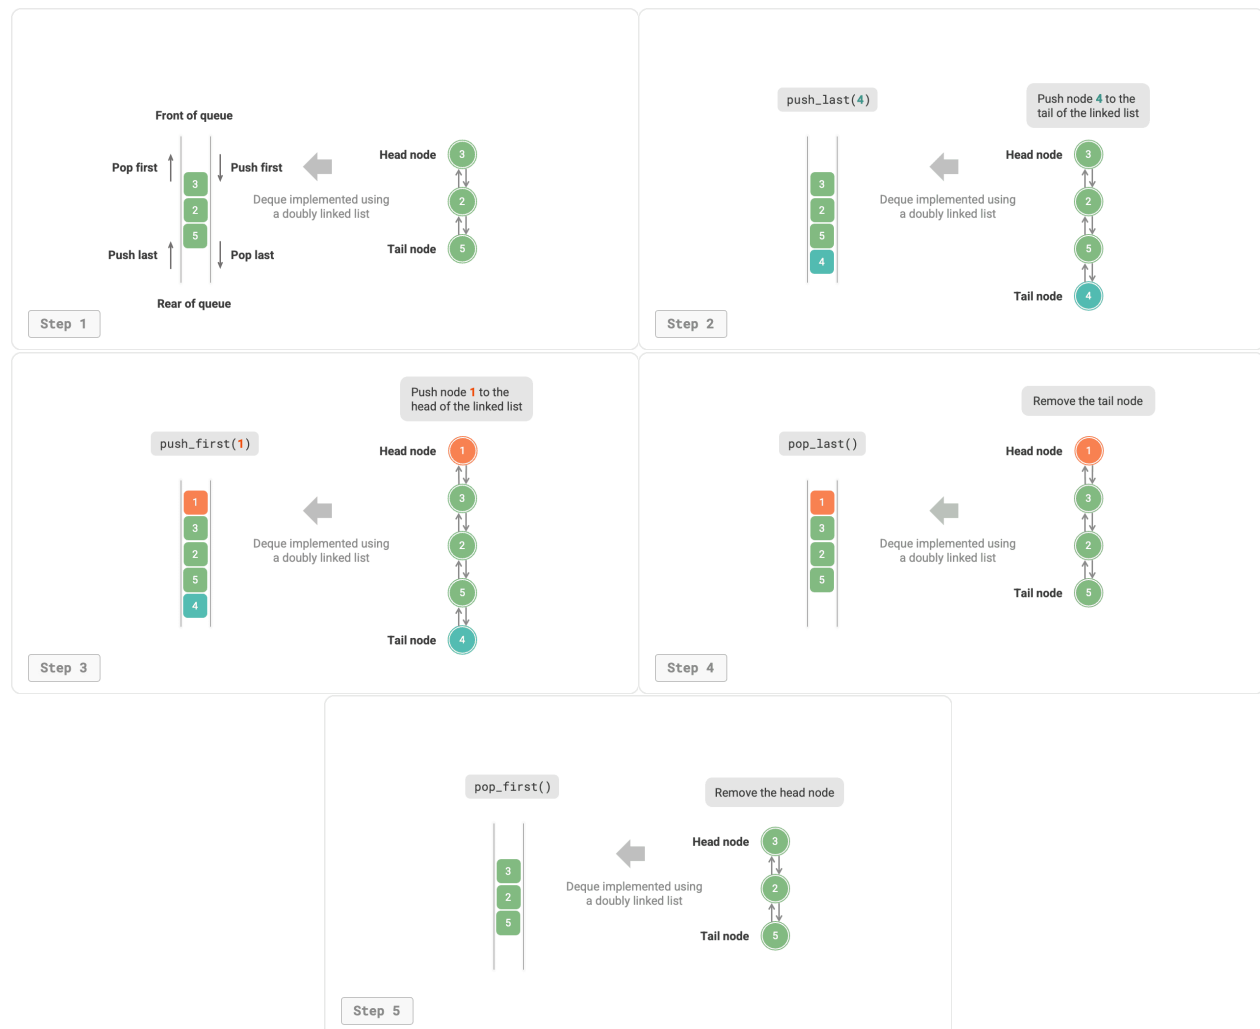 Front of queue
Pop first
Push first
3
2
5
Push last
Pop last
Rear of queue
Deque implemented using
a doubly linked list
Head node
3
2
Tail node
5
Step 1
push_last(4)
3
2
5
4
Deque implemented using
a doubly linked list
Push node 4 to the
tail of the linked list
Head node
3
2
5
Tail node
4
Step 2
push_first(1)
1
3
2
5
4
Deque implemented using
a doubly linked list
Push node 1 to the
head of the linked list
Head node
1
3
2
5
Tail node
4
Step 3
pop_last()
1
3
2
5
Deque implemented using
a doubly linked list
Remove the tail node
Head node
1
3
2
Tail node
5
Step 4
pop_first()
3
2
5
Deque implemented using
a doubly linked list
Remove the head node
Head node
3
2
Tail node
5
Step 5